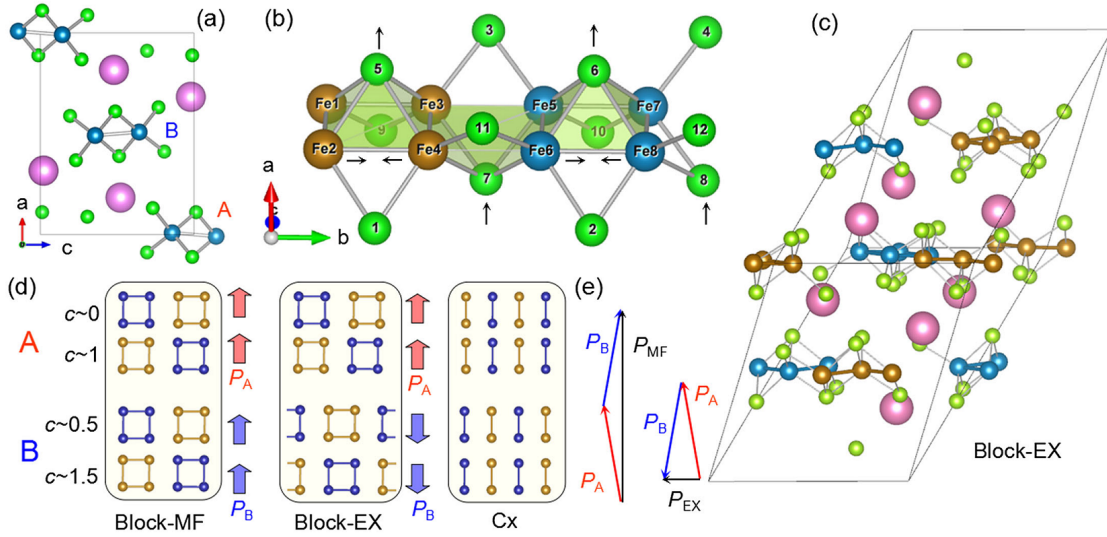 (a)
B
A
a
c
(b)
3
4
5
6
Fe1
Fe3
Fe5
Fe7
9
11
10
12
Fe2
Fe4
Fe6
Fe8
7
8
1
2
a
c
b
(c)
Block-EX
(d)
A
c~0
c~1
P_A
P_A
B
c~0.5
c~1.5
P_B
P_B
Block-MF
Block-EX
Cx
(e)
P_B
P_MF
P_A
P_B
P_A
P_EX